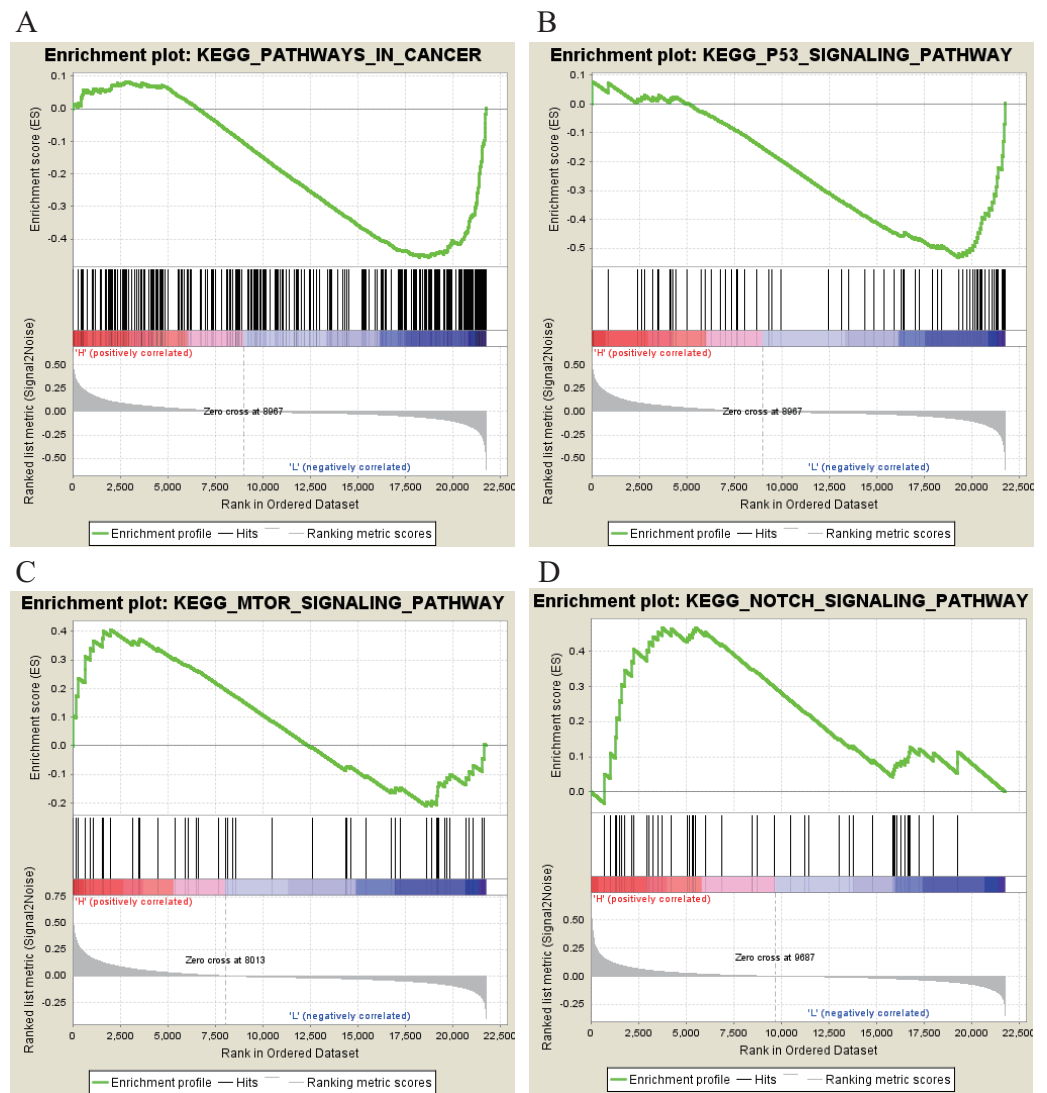 A
Enrichment plot: KEGG_PATHWAYS_IN_CANCER
Enrichment score (ES)
0.1
0.0
-0.1
-0.2
-0.3
-0.4
'H' (positively correlated)
Ranked list metric (Signal2Noise)
0.50
0.25
0.00
-0.25
-0.50
Zero cross at 8967
'L' (negatively correlated)
0 2,500 5,000 7,500 10,000 12,500 15,000 17,500 20,000 22,500
Rank in Ordered Dataset
Enrichment profile Hits Ranking metric scores
B
Enrichment plot: KEGG_P53_SIGNALING_PATHWAY
Enrichment score (ES)
0.1
0.0
-0.1
-0.2
-0.3
-0.4
-0.5
'H' (positively correlated)
Ranked list metric (Signal2Noise)
0.50
0.25
0.00
-0.25
-0.50
Zero cross at 8967
'L' (negatively correlated)
0 2,500 5,000 7,500 10,000 12,500 15,000 17,500 20,000 22,500
Rank in Ordered Dataset
Enrichment profile Hits Ranking metric scores
C
Enrichment plot: KEGG_MTOR_SIGNALING_PATHWAY
Enrichment score (ES)
0.4
0.3
0.2
0.1
0.0
-0.1
-0.2
'H' (positively correlated)
Ranked list metric (Signal2Noise)
0.75
0.50
0.25
0.00
-0.25
Zero cross at 8013
'L' (negatively correlated)
0 2,500 5,000 7,500 10,000 12,500 15,000 17,500 20,000 22,500
Rank in Ordered Dataset
Enrichment profile Hits Ranking metric scores
D
Enrichment plot: KEGG_NOTCH_SIGNALING_PATHWAY
Enrichment score (ES)
0.4
0.3
0.2
0.1
0.0
'H' (positively correlated)
Ranked list metric (Signal2Noise)
0.50
0.25
0.00
-0.25
Zero cross at 9687
'L' (negatively correlated)
0 2,500 5,000 7,500 10,000 12,500 15,000 17,500 20,000 22,500
Rank in Ordered Dataset
Enrichment profile Hits Ranking metric scores